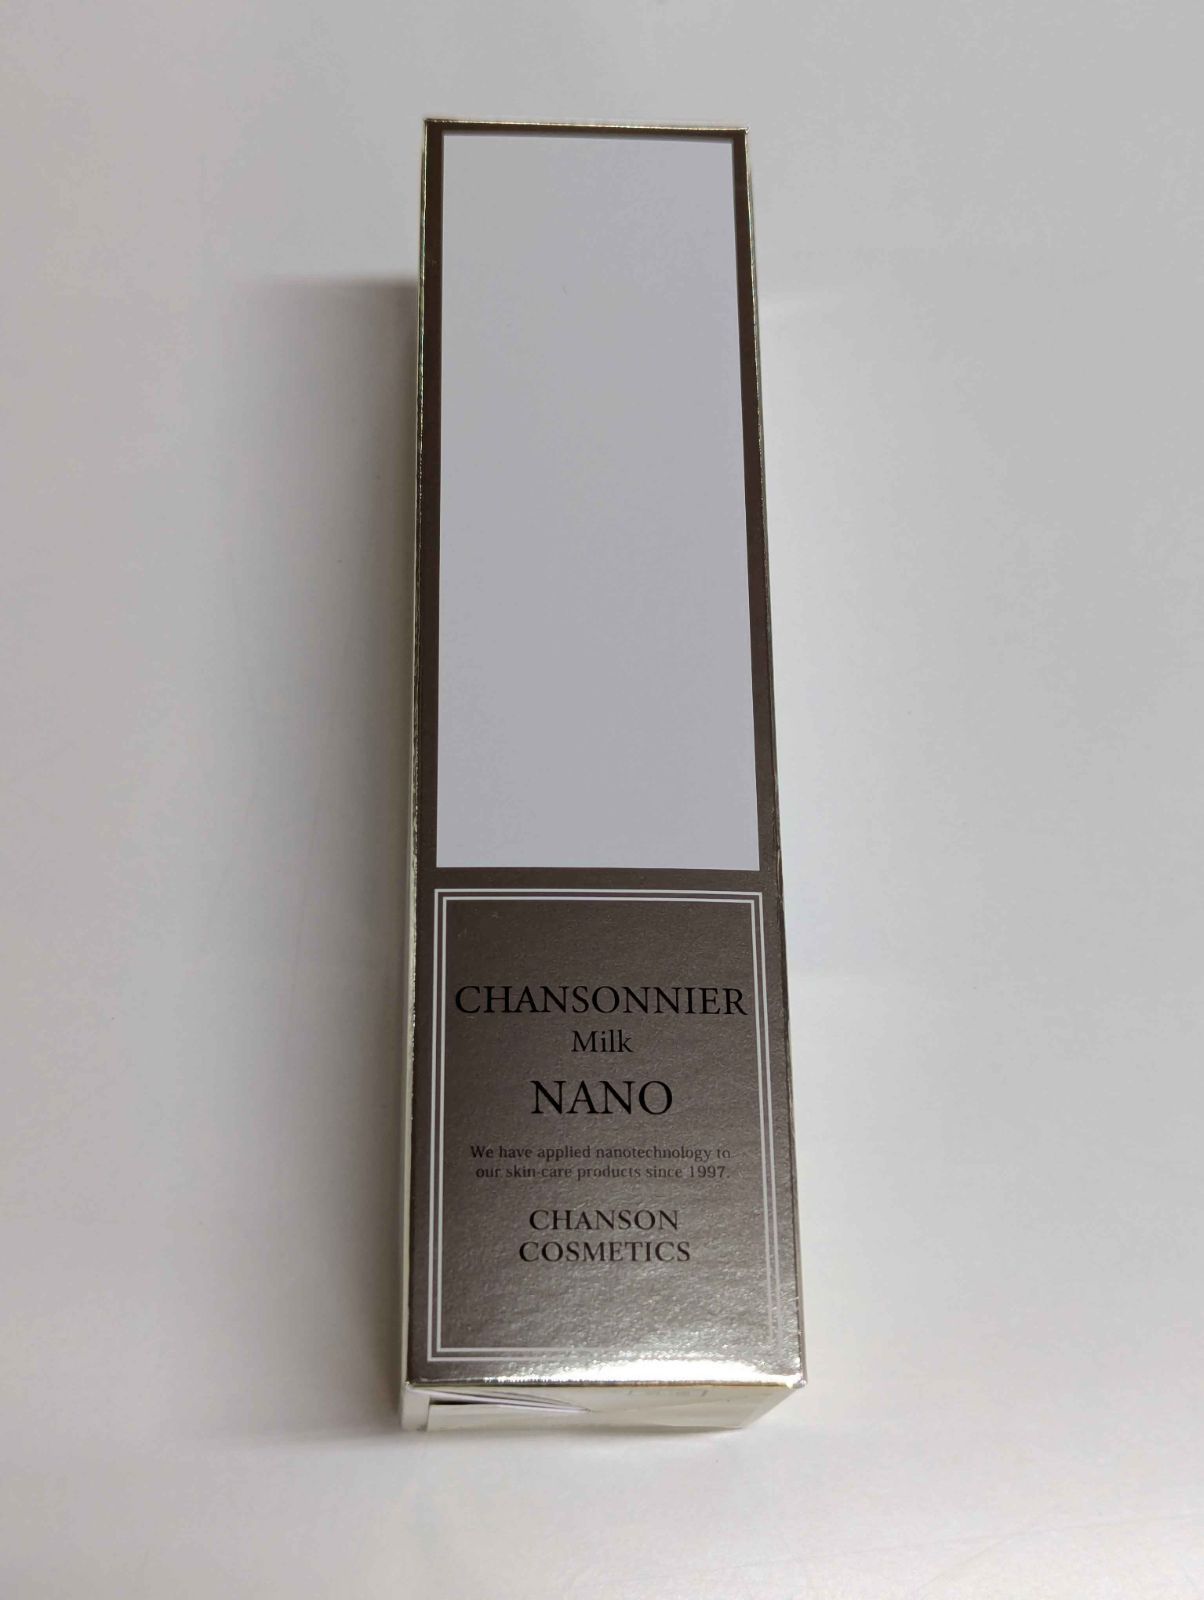 CHANSONNIER
Milk
NANO
We have applied nanotechnology to
our skin-care products since 1997.
CHANSON
COSMETICS